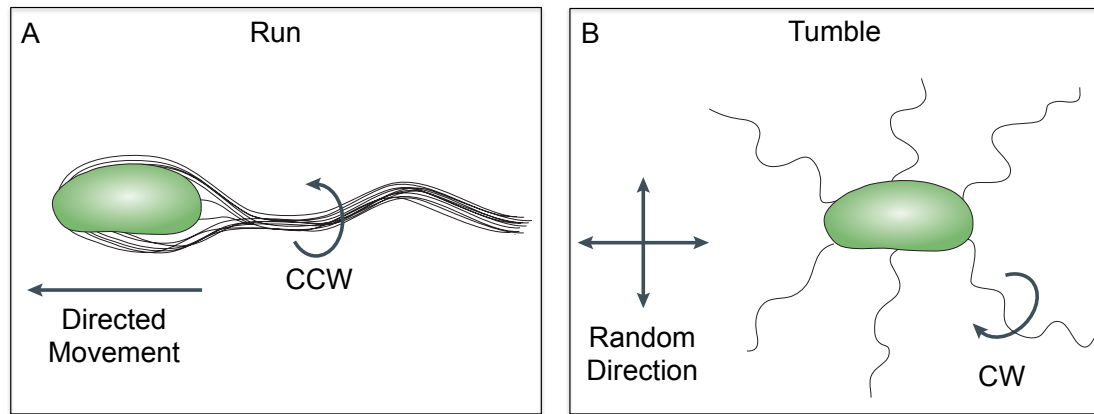 A
Run
CCW
Directed
Movement
B
Tumble
Random
Direction
CW